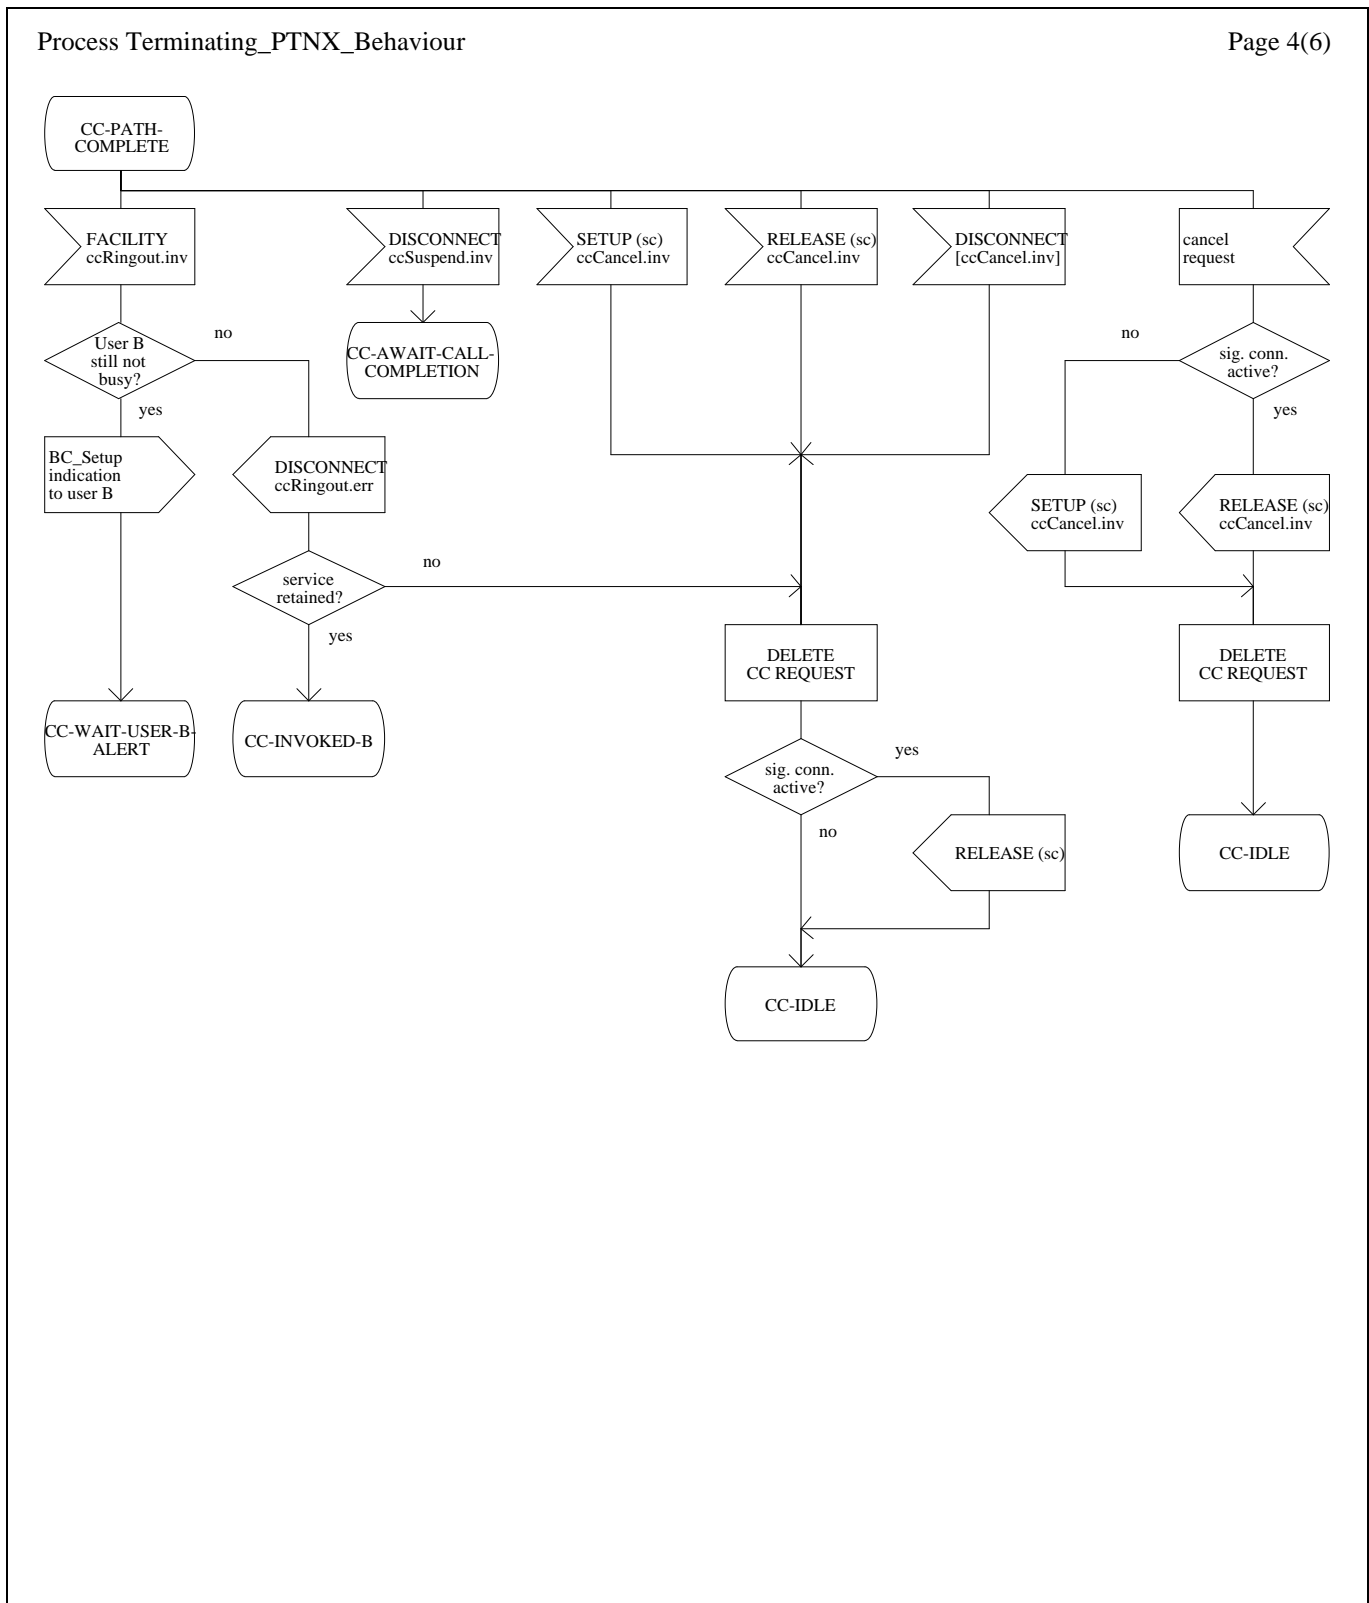 Process Terminating_PTNX_Behaviour
Page 4(6)
CC-PATH-
COMPLETE
FACILITY
ccRingout.inv
DISCONNECT
ccSuspend.inv
SETUP (sc)
ccCancel.inv
RELEASE (sc)
ccCancel.inv
DISCONNECT
[ccCancel.inv]
cancel
request
User B
still not
busy?
no
yes
CC-AWAIT-CALL-
COMPLETION
no
sig. conn.
active?
yes
BC_Setup
indication
to user B
DISCONNECT
ccRingout.err
SETUP (sc)
ccCancel.inv
RELEASE (sc)
ccCancel.inv
service
retained?
no
yes
DELETE
CC REQUEST
DELETE
CC REQUEST
CC-WAIT-USER-B-
ALERT
CC-INVOKED-B
sig. conn.
active?
yes
no
RELEASE (sc)
CC-IDLE
CC-IDLE